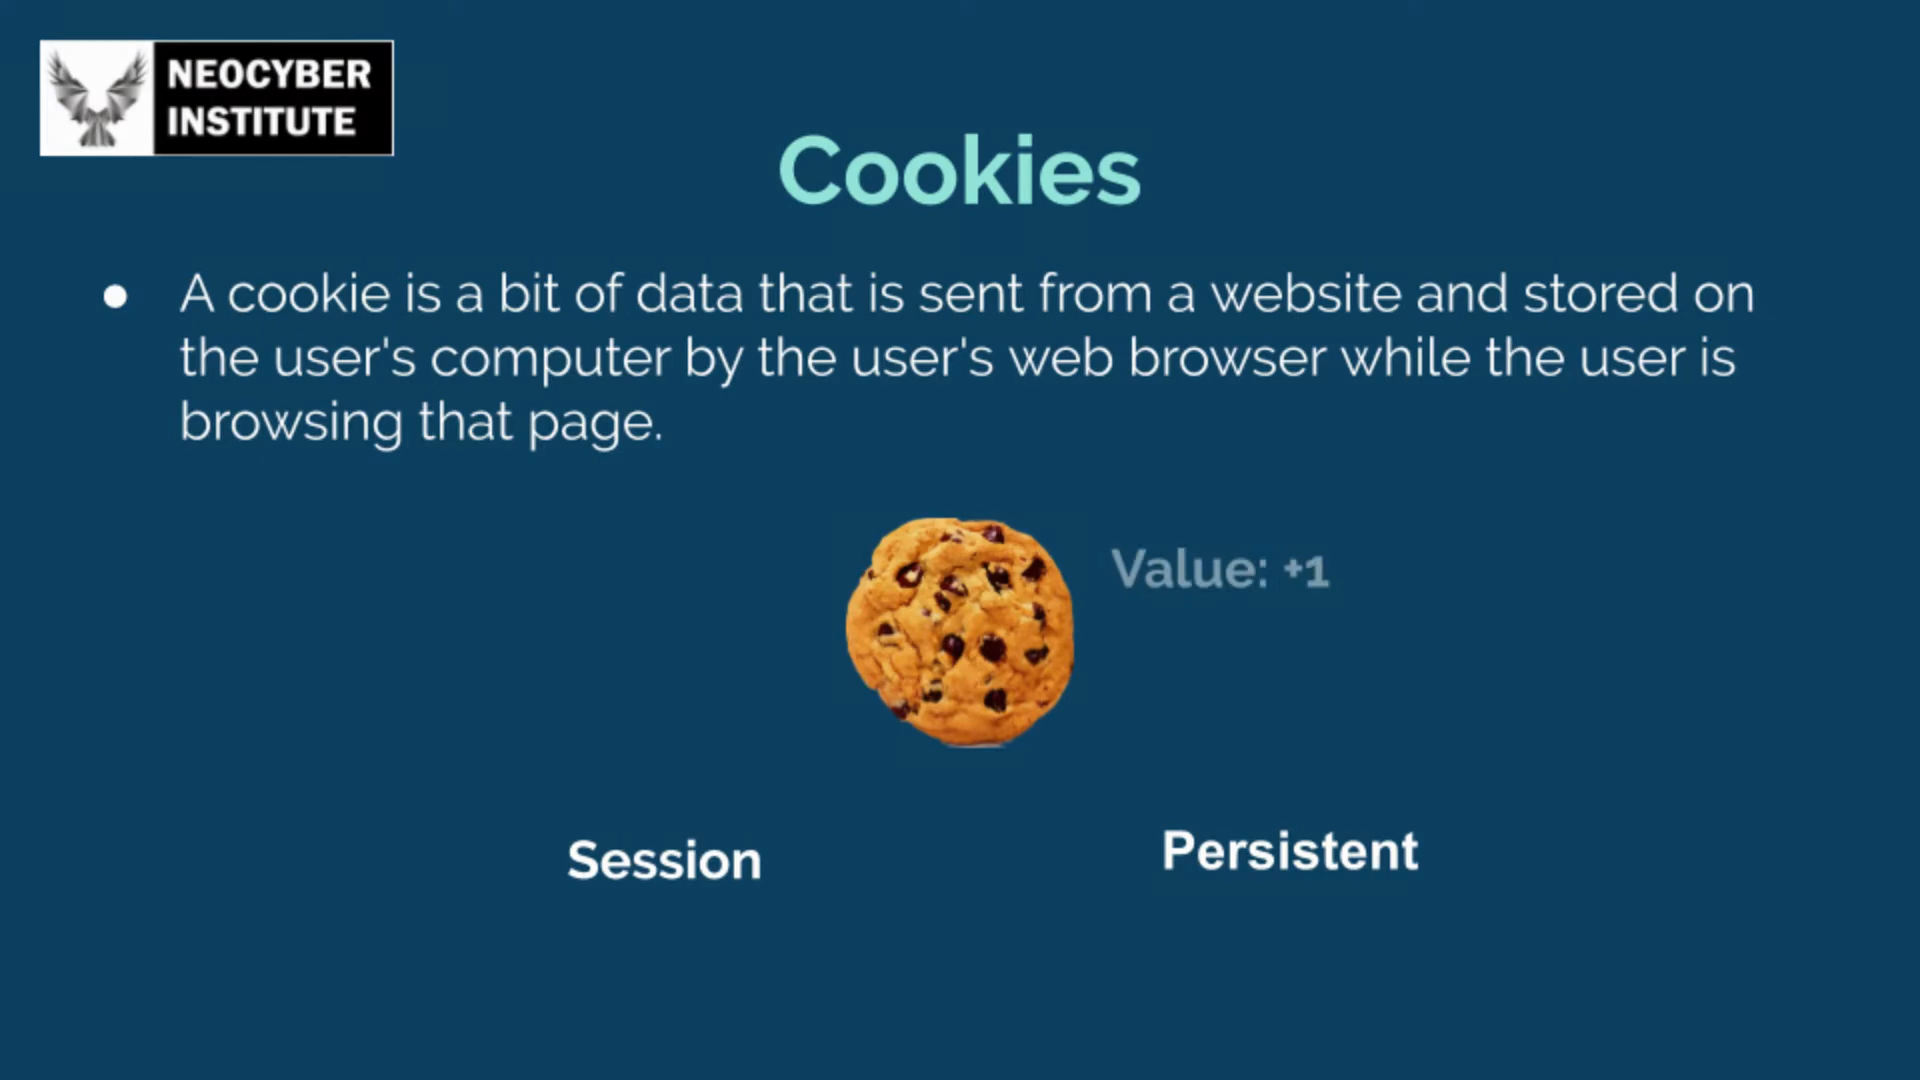 NEOCYBER
INSTITUTE
Cookies
● A cookie is a bit of data that is sent from a website and stored on
the user's computer by the user's web browser while the user is
browsing that page.
Value: +1
Session
Persistent